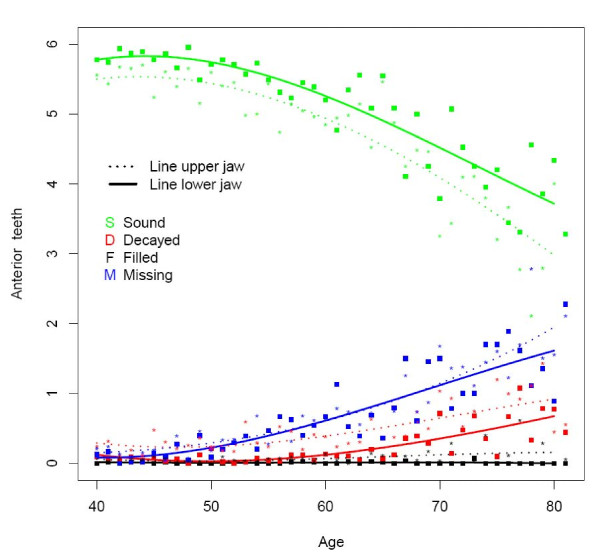 6
5
4
3
2
1
0
Anterior teeth
Line upper jaw
Line lower jaw
S Sound
D Decayed
F Filled
M Missing
40 50 60 70 80
Age